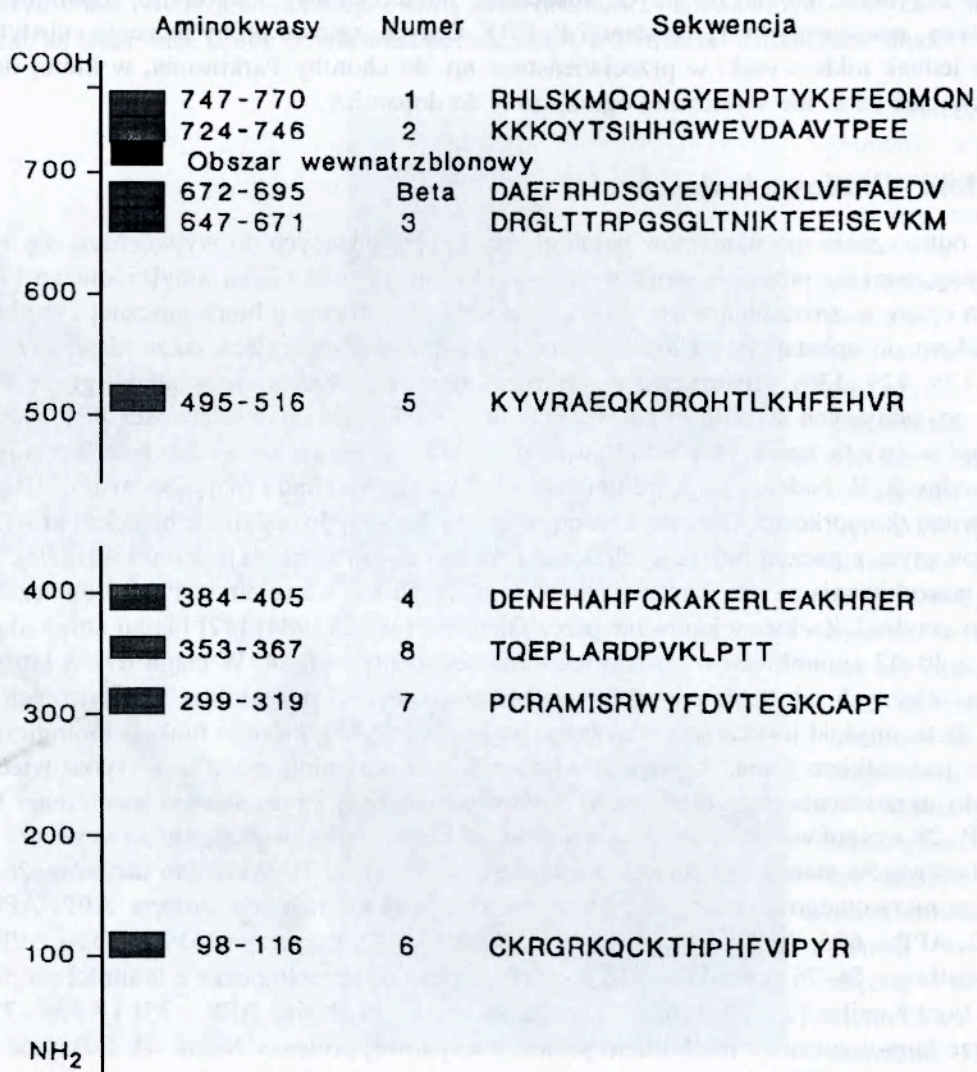 Aminokwasy Numer Sekwencja
COOH
747-770 1 RHLSKMQQNGYENPTYKFFEQMQN
724-746 2 KKKQYTSIHHGWEVDAAVTPEE
Obszar wewnatrzblonowy
700
672-695 Beta DAEFRHDSGYEVHHQKLVFFAEDV
647-671 3 DRGLTTRPGSGLTNIKTEEISEVKM
600
500
495-516 5 KYVRAEQKDRQHTLKHFEHVR
400
384-405 4 DENEHAHFQKAKERLEAKHRER
353-367 8 TQEPLARDPVKLPTT
300
299-319 7 PCRAMISRWYFDVTEGKCAPF
200
100
98-116 6 CKRGRKQCKTHPHFVIPYR
NH2